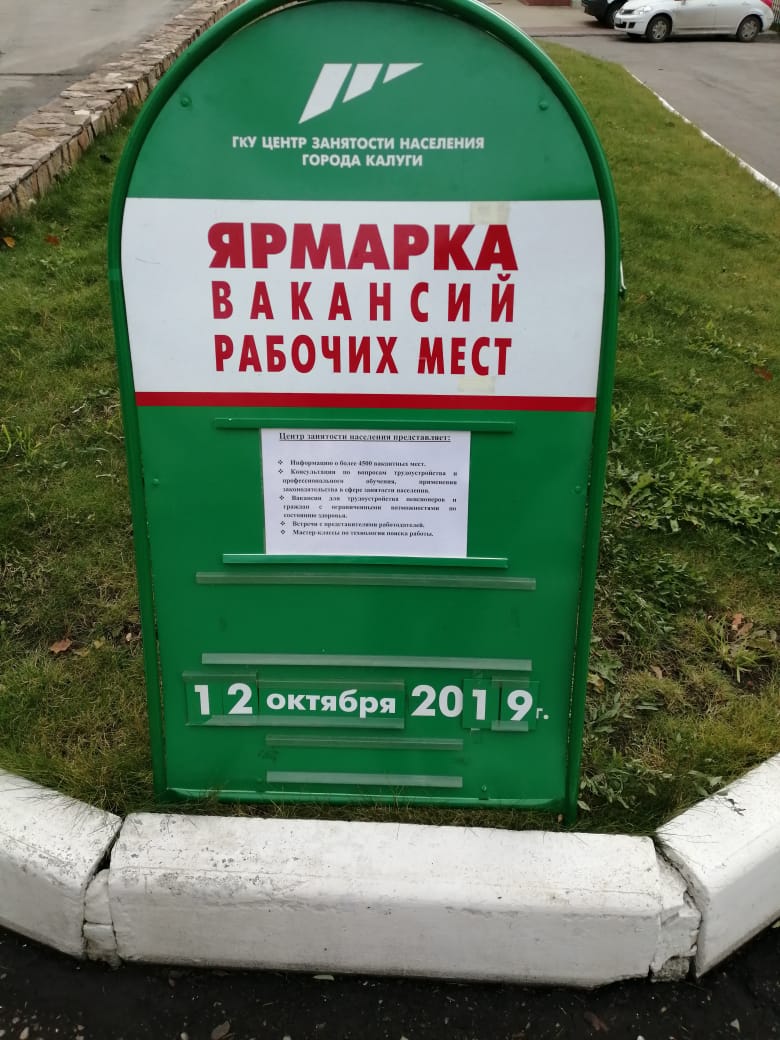 ГКУ ЦЕНТР ЗАНЯТОСТИ НАСЕЛЕНИЯ
ГОРОДА КАЛУГИ
ЯРМАРКА
ВАКАНСИЙ
РАБОЧИХ МЕСТ
Центр занятости населения представляет:
❖ Информацию о более 4500 вакантных мест.
❖ Консультации по вопросам трудоустройства и
профессионального обучения, применения
законодательства в сфере занятости населения.
❖ Вакансии для трудоустройства пенсионеров и
граждан с ограниченными возможностями по
состоянию здоровья.
❖ Встречи с представителями работодателей.
❖ Мастер-классы по технологии поиска работы.
12 октября 2019 г.